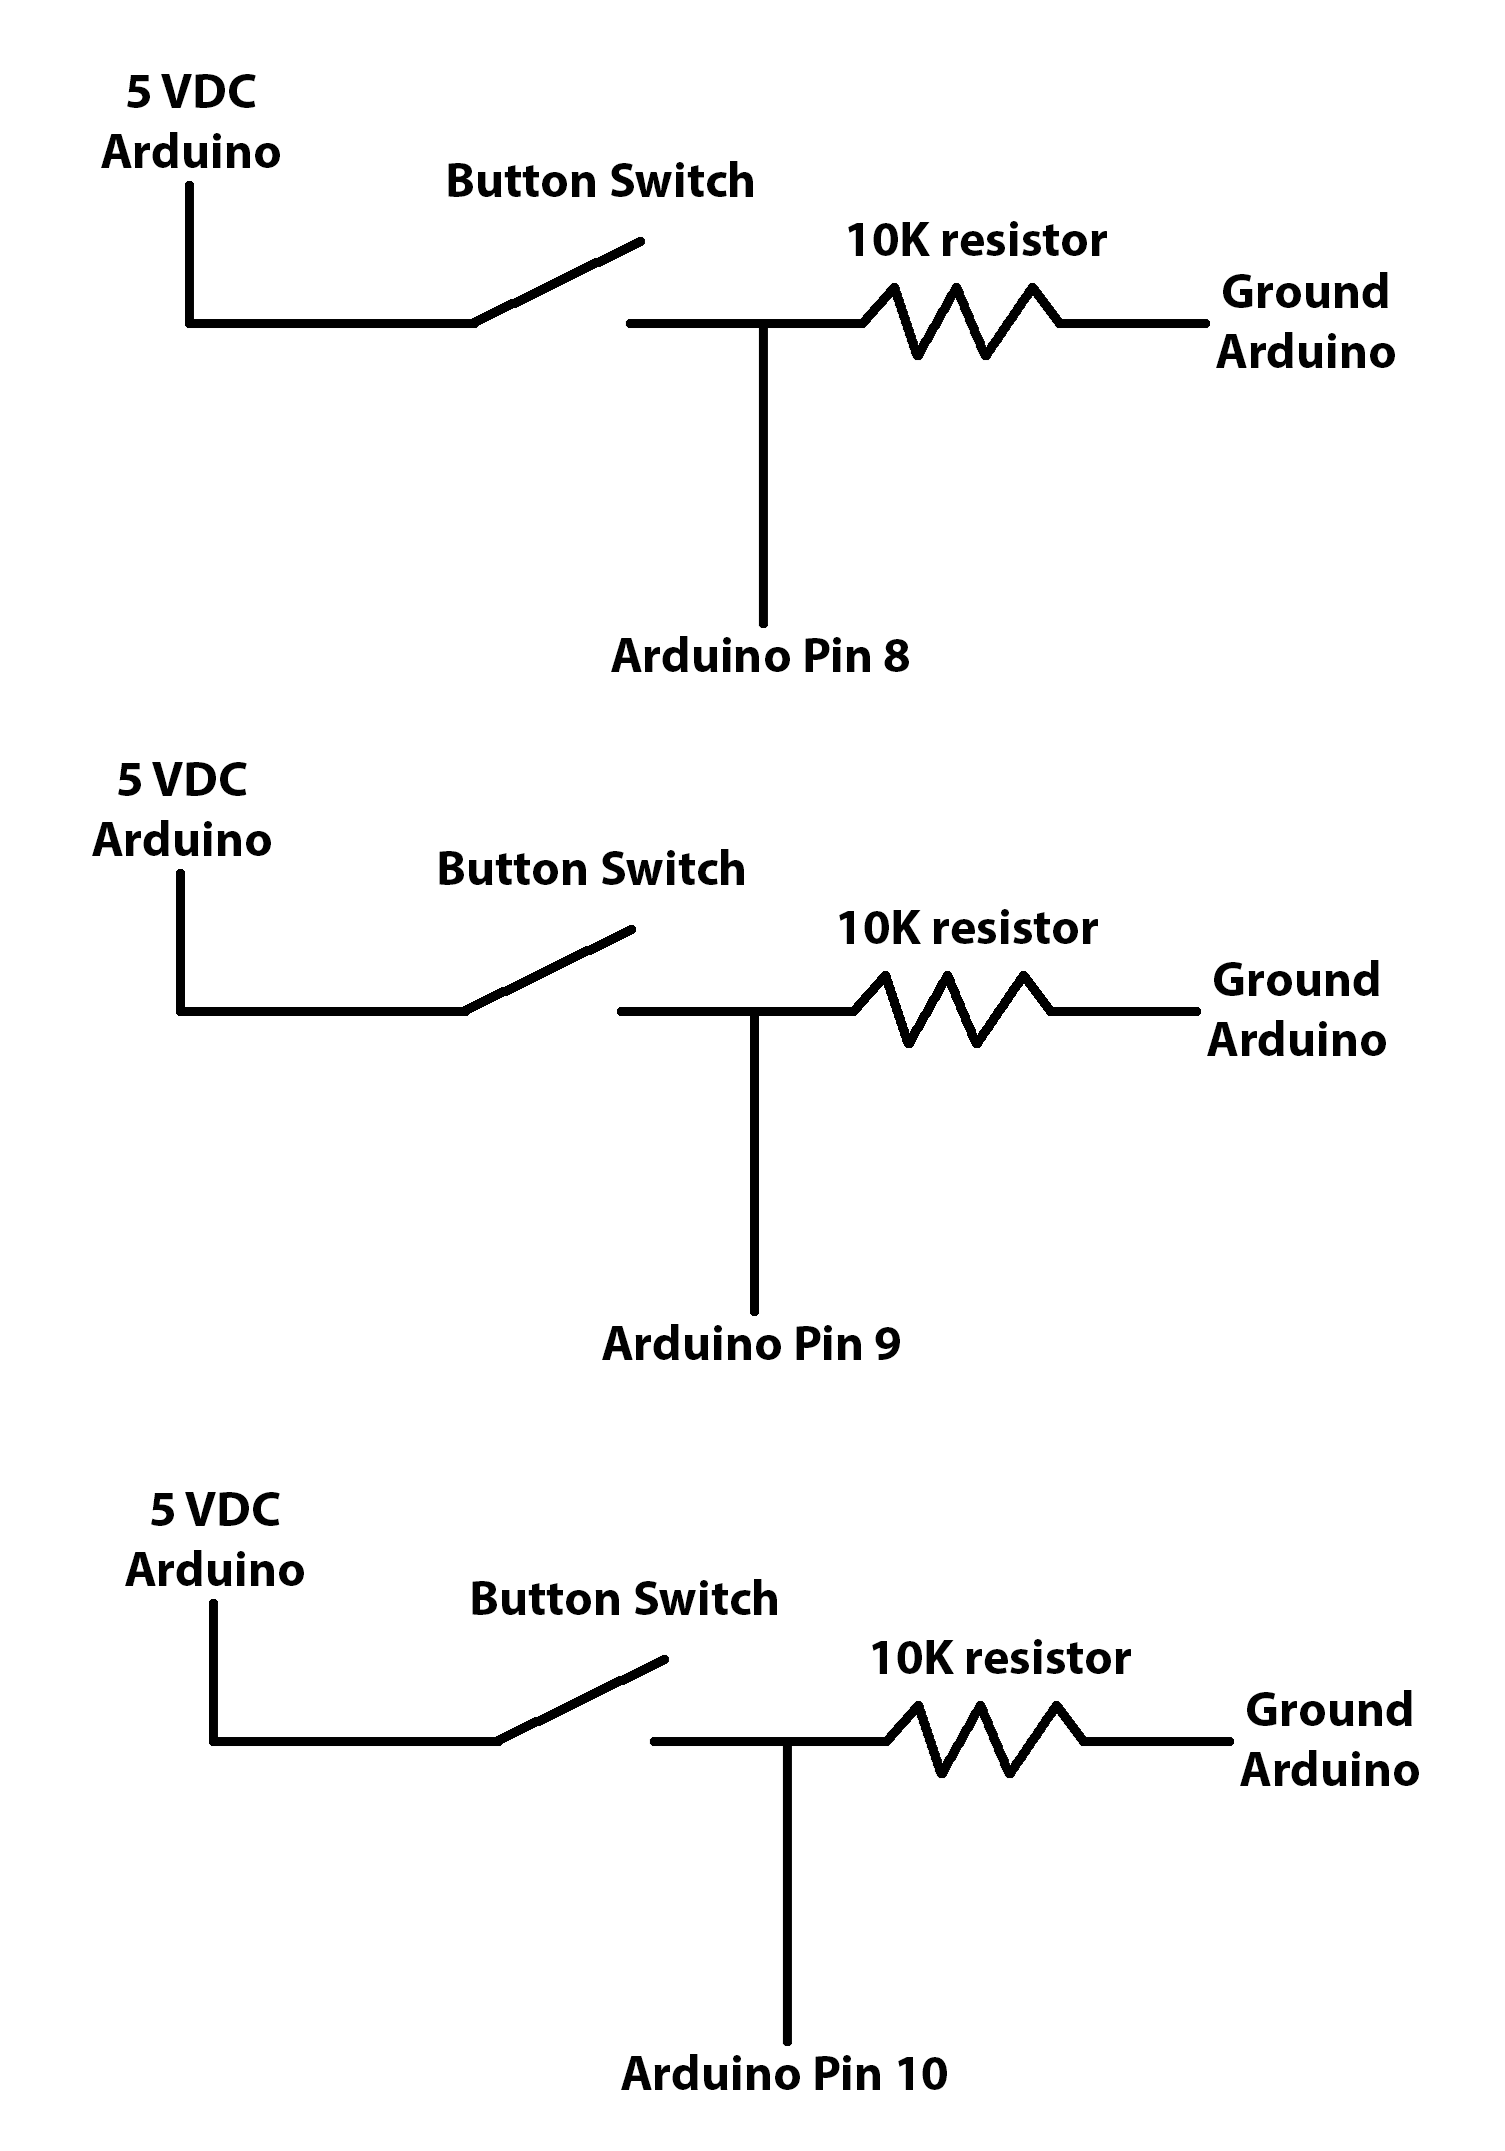 5 VDC
Arduino
Button Switch
10K resistor
Ground
Arduino
Arduino Pin 8
5 VDC
Arduino
Button Switch
10K resistor
Ground
Arduino
Arduino Pin 9
5 VDC
Arduino
Button Switch
10K resistor
Ground
Arduino
Arduino Pin 10